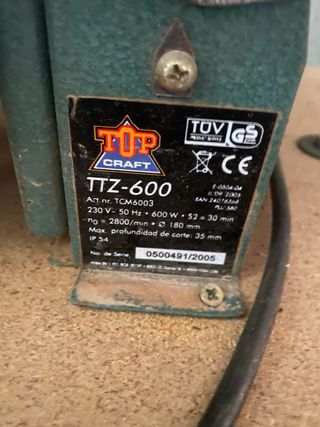 TOP
CRAFT
TÜV
GS
CE
TTZ-600
Art.nr. TCM6003
230 V~ 50 Hz • 600 W • S2 = 30 min
n₀ = 2800/min • Ø 180 mm
Max. profundidad de corte: 35 mm
IP 54
No. de Serie: 0500491/2005